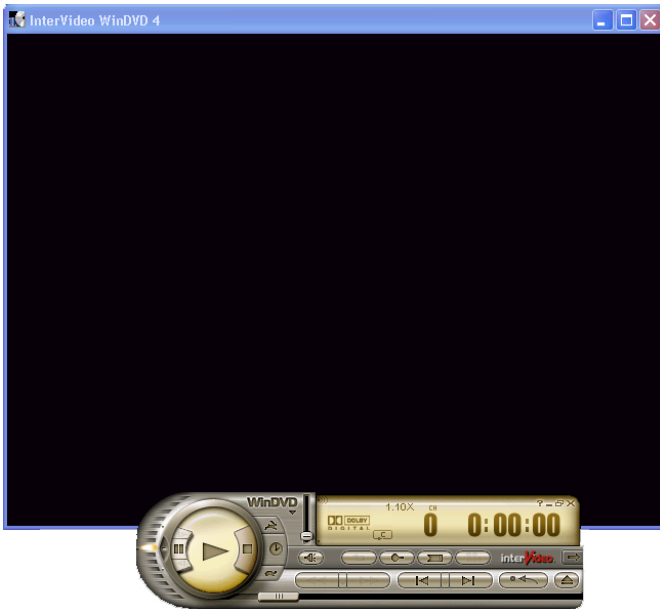 InterVideo WinDVD 4
WinDVD
1.10X
CH
DOLBY
DIGITAL
C
0
0:00:00
interVideo.